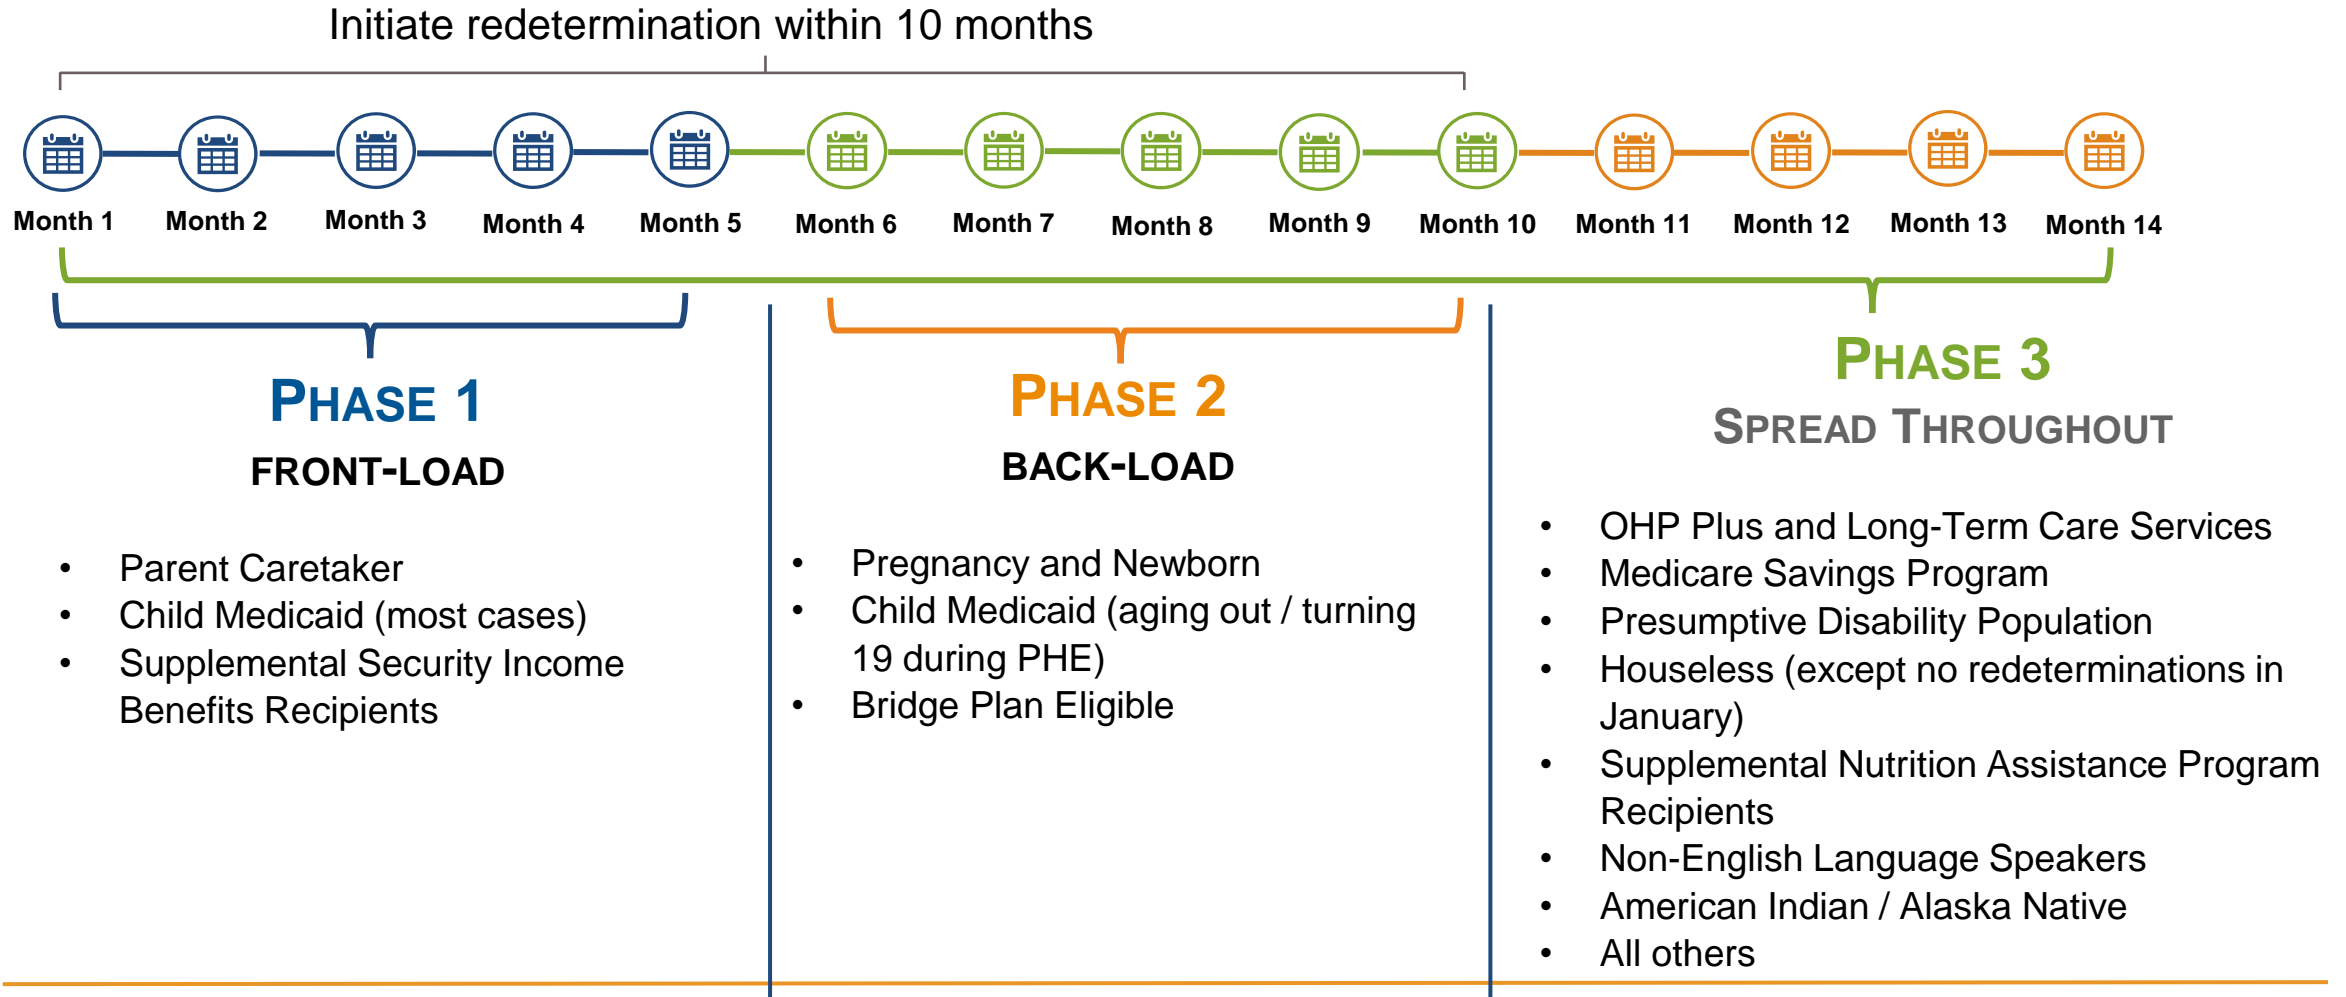 Initiate redetermination within 10 months
Month 1
Month 2
Month 3
Month 4
Month 5
Month 6
Month 7
Month 8
Month 9
Month 10
Month 11
Month 12
Month 13
Month 14
PHASE 1
FRONT-LOAD
• Parent Caretaker
• Child Medicaid (most cases)
• Supplemental Security Income
Benefits Recipients
PHASE 2
BACK-LOAD
• Pregnancy and Newborn
• Child Medicaid (aging out / turning
19 during PHE)
• Bridge Plan Eligible
PHASE 3
SPREAD THROUGHOUT
• OHP Plus and Long-Term Care Services
• Medicare Savings Program
• Presumptive Disability Population
• Houseless (except no redeterminations in
January)
• Supplemental Nutrition Assistance Program
Recipients
• Non-English Language Speakers
• American Indian / Alaska Native
• All others